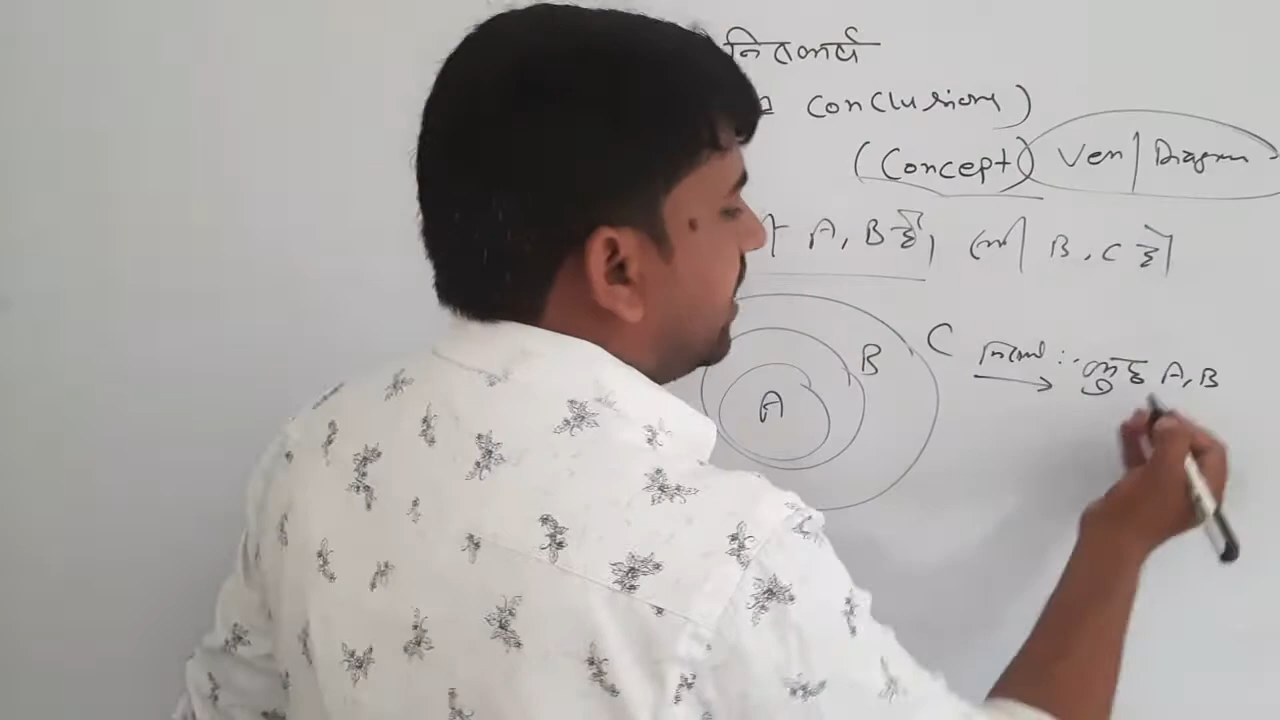 निष्कर्ष
Conclusions)
(Concept) Ven | Diagram
A, B हैं, सभी B, C हैं।
C
B
A
निष्कर्ष : कुछ A, B